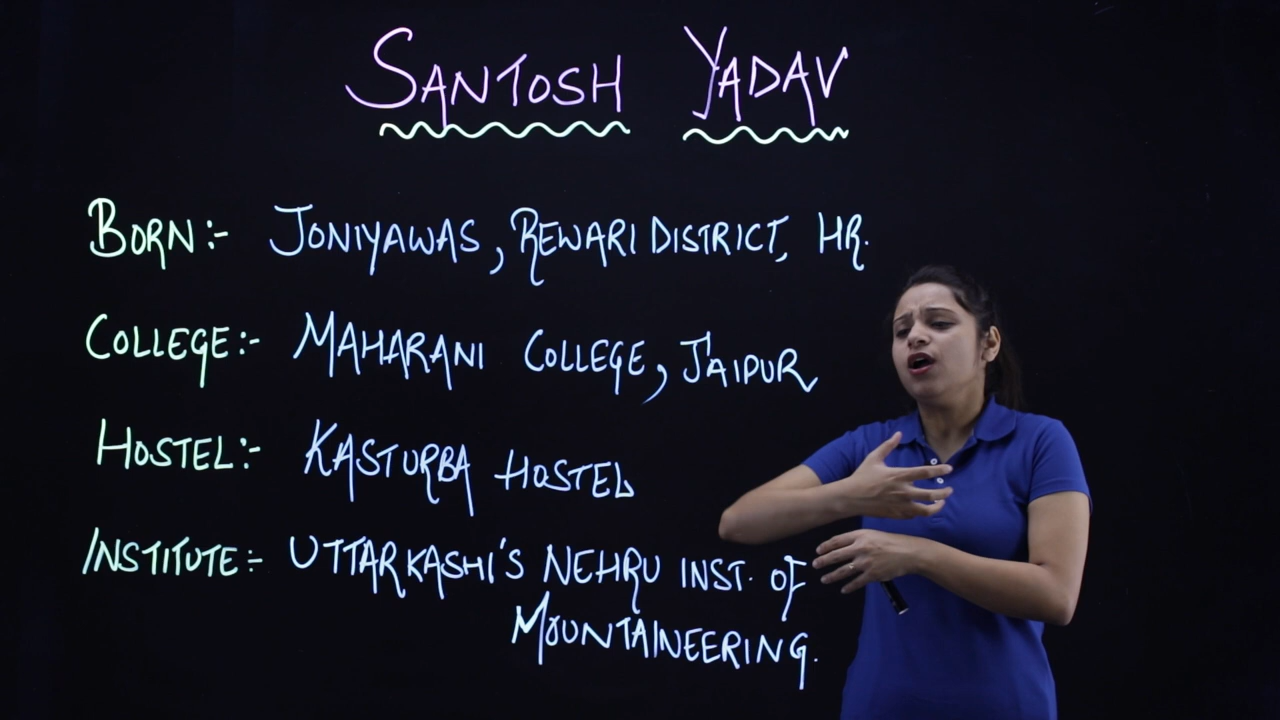 SANTOSH YADAV
BORN:- JONIYAWAS, REWARI DISTRICT, HR.
COLLEGE:- MAHARANI COLLEGE, JAIPUR
HOSTEL:- KASTURBA HOSTEL
INSTITUTE:- UTTARKASHI'S NEHRU INST. OF
MOUNTAINEERING.